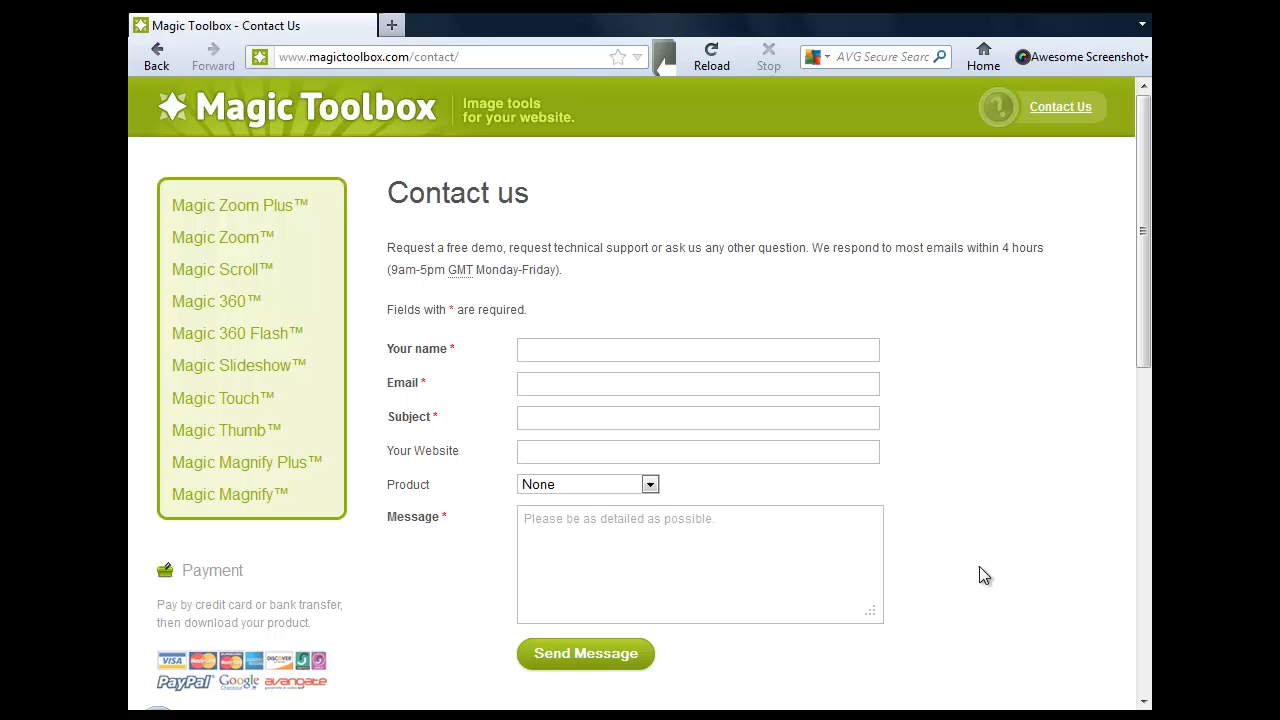 Magic Toolbox - Contact Us
Back
Forward
www.magictoolbox.com/contact/
Reload
Stop
AVG Secure Searc
Home
Awesome Screenshot
Magic Toolbox
Image tools
for your website.
?
Contact Us
Magic Zoom Plus™
Magic Zoom™
Magic Scroll™
Magic 360™
Magic 360 Flash™
Magic Slideshow™
Magic Touch™
Magic Thumb™
Magic Magnify Plus™
Magic Magnify™
Contact us
Request a free demo, request technical support or ask us any other question. We respond to most emails within 4 hours
(9am-5pm GMT Monday-Friday).
Fields with * are required.
Your name *
Email *
Subject *
Your Website
Product None
Message * Please be as detailed as possible.
Send Message
Payment
Pay by credit card or bank transfer,
then download your product.
VISA
DISCOVER
PayPal Google Checkout avangate